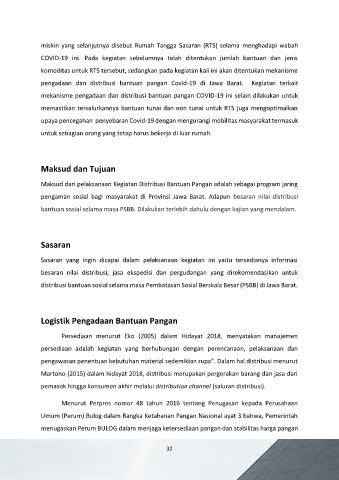 miskin yang selanjutnya disebut Rumah Tangga Sasaran (RTS) selama menghadapi wabah
COVID-19 ini. Pada kegiatan sebelumnya telah ditentukan jumlah bantuan dan jenis
komoditas untuk RTS tersebut, sedangkan pada kegiatan kali ini akan ditentukan mekanisme
pengadaan dan distribusi bantuan pangan Covid-19 di Jawa Barat. Kegiatan terkait
mekanisme pengadaan dan distribusi bantuan pangan COVID-19 ini selain dilakukan untuk
memastikan tersalurkannya bantuan tunai dan non tunai untuk RTS juga mengoptimalkan
upaya pencegahan penyebaran Covid-19 dengan mengurangi mobilitas masyarakat termasuk
untuk sebagian orang yang tetap harus bekerja di luar rumah.
Maksud dan Tujuan
Maksud dari pelaksanaan Kegiatan Distribusi Bantuan Pangan adalah sebagai program jaring
pengaman sosial bagi masyarakat di Provinsi Jawa Barat. Adapun besaran nilai distribusi
bantuan sosial selama masa PSBB. Dilakukan terlebih dahulu dengan kajian yang mendalam.
Sasaran
Sasaran yang ingin dicapai dalam pelaksanaan kegiatan ini yaitu tersedianya informasi
besaran nilai distribusi, jasa ekspedisi dan pergudangan yang direkomendasikan untuk
distribusi bantuan sosial selama masa Pembatasan Sosial Berskala Besar (PSBB) di Jawa Barat.
Logistik Pengadaan Bantuan Pangan
Persediaan menurut Eko (2005) dalam Hidayat 2018, menyatakan manajemen
persediaan adalah kegiatan yang berhubungan dengan perencanaan, pelaksanaan dan
pengawasan penentuan kebutuhan material sedemikian rupa”. Dalam hal distribusi menurut
Martono (2015) dalam hidayat 2018, distribusi merupakan pergerakan barang dan jasa dari
pemasok hingga konsumen akhir melalui distribution channel (saluran distribusi).
Menurut Perpres nomor 48 tahun 2016 tentang Penugasan kepada Perusahaan
Umum (Perum) Bulog dalam Rangka Ketahanan Pangan Nasional ayat 3 bahwa, Pemerintah
menugaskan Perum BULOG dalam menjaga ketersediaan pangan dan stabilitas harga pangan
32